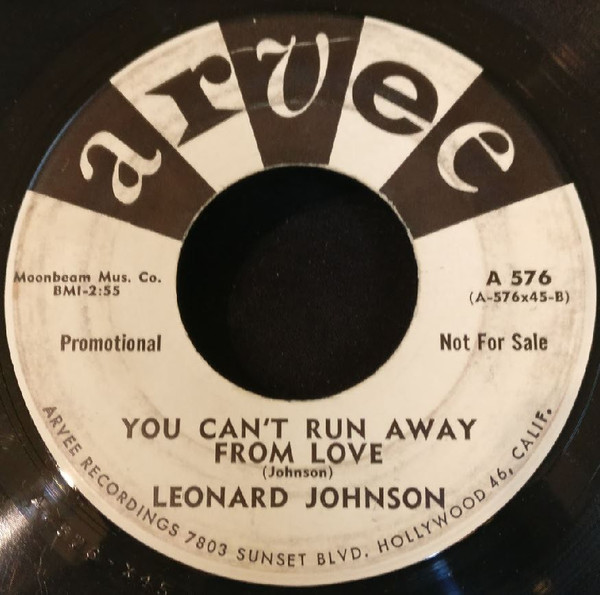 arvee
Moonbeam Mus. Co.
BMI-2:55
A 576
(A-576x45-B)
Promotional
Not For Sale
YOU CAN'T RUN AWAY
FROM LOVE
(Johnson)
LEONARD JOHNSON
ARVEE RECORDINGS 7803 SUNSET BLVD. HOLLYWOOD 46, CALIF.